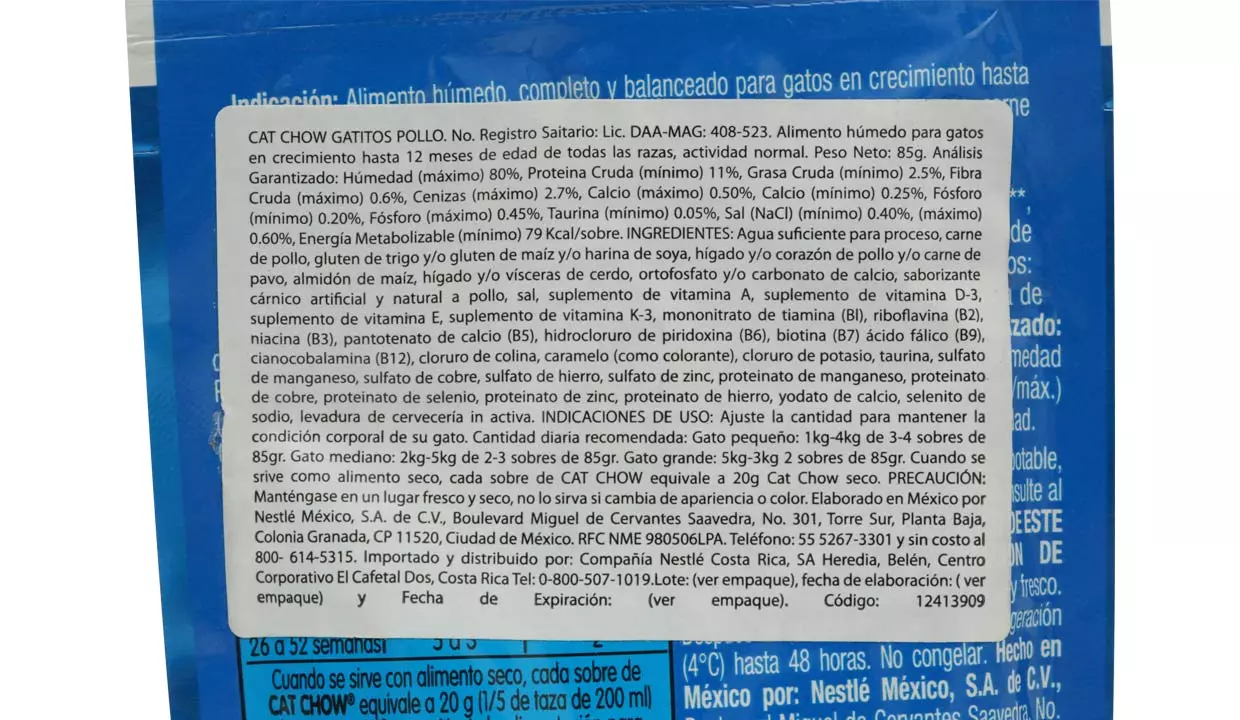 Indicación: Alimento húmedo, completo y balanceado para gatos en crecimiento hasta
CAT CHOW GATITOS POLLO. No. Registro Saitario: Lic. DAA-MAG: 408-523. Alimento húmedo para gatos
en crecimiento hasta 12 meses de edad de todas las razas, actividad normal. Peso Neto: 85g. Análisis
Garantizado: Húmedad (máximo) 80%, Proteina Cruda (mínimo) 11%, Grasa Cruda (mínimo) 2.5%, Fibra
Cruda (máximo) 0.6%, Cenizas (máximo) 2.7%, Calcio (máximo) 0.50%, Calcio (mínimo) 0.25%, Fósforo
(mínimo) 0.20%, Fósforo (máximo) 0.45%, Taurina (mínimo) 0.05%, Sal (NaCl) (mínimo) 0.40%, (máximo)
0.60%, Energía Metabolizable (mínimo) 79 Kcal/sobre. INGREDIENTES: Agua suficiente para proceso, carne
de pollo, gluten de trigo y/o gluten de maíz y/o harina de soya, hígado y/o corazón de pollo y/o carne de
pavo, almidón de maíz, hígado y/o vísceras de cerdo, ortofosfato y/o carbonato de calcio, saborizante
cárnico artificial y natural a pollo, sal, suplemento de vitamina A, suplemento de vitamina D-3,
suplemento de vitamina E, suplemento de vitamina K-3, mononitrato de tiamina (BI), riboflavina (B2),
niacina (B3), pantotenato de calcio (B5), hidrocloruro de piridoxina (B6), biotina (B7) ácido fálico (B9),
cianocobalamina (B12), cloruro de colina, caramelo (como colorante), cloruro de potasio, taurina, sulfato
de manganeso, sulfato de cobre, sulfato de hierro, sulfato de zinc, proteinato de manganeso, proteinato
de cobre, proteinato de selenio, proteinato de zinc, proteinato de hierro, yodato de calcio, selenito de
sodio, levadura de cervecería in activa. INDICACIONES DE USO: Ajuste la cantidad para mantener la
condición corporal de su gato. Cantidad diaria recomendada: Gato pequeño: 1kg-4kg de 3-4 sobres de
85gr. Gato mediano: 2kg-5kg de 2-3 sobres de 85gr. Gato grande: 5kg-3kg 2 sobres de 85gr. Cuando se
srive como alimento seco, cada sobre de CAT CHOW equivale a 20g Cat Chow seco. PRECAUCIÓN:
Manténgase en un lugar fresco y seco, no lo sirva si cambia de apariencia o color. Elaborado en México por
Nestlé México, S.A. de C.V., Boulevard Miguel de Cervantes Saavedra, No. 301, Torre Sur, Planta Baja,
Colonia Granada, CP 11520, Ciudad de México. RFC NME 980506LPA. Teléfono: 55 5267-3301 y sin costo al
800- 614-5315. Importado y distribuido por: Compañía Nestlé Costa Rica, SA Heredia, Belén, Centro
Corporativo El Cafetal Dos, Costa Rica Tel: 0-800-507-1019.Lote: (ver empaque), fecha de elaboración: ( ver
empaque) y Fecha de Expiración: (ver empaque). Código: 12413909
**,
de
de
/máx.)
DE ESTE
DE
y fresco.
26 a 52 semanas
Cuando se sirve con alimento seco, cada sobre de
CAT CHOW® equivale a 20 g (1/5 de taza de 200 ml)
(4°C) hasta 48 horas. No congelar. Hecho en
México por: Nestlé México, S.A. de C.V.,
Miguel de Cervantes Saavedra, No.